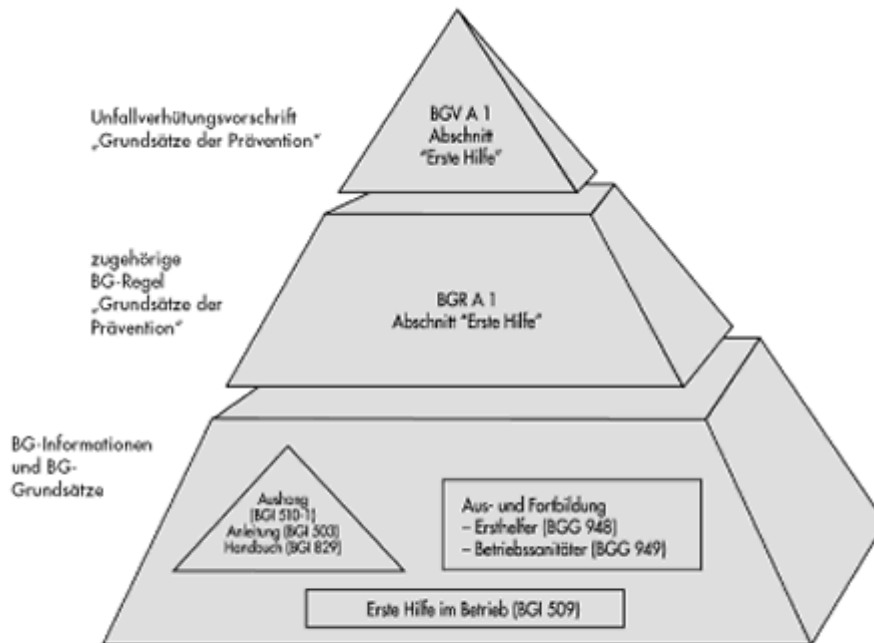 Unfallverhütungsvorschrift
„Grundsätze der Prävention“
BGV A 1
Abschnitt
“Erste Hilfe”
zugehörige
BG-Regel
„Grundsätze der
Prävention“
BGR A 1
Abschnitt “Erste Hilfe”
BG-Informationen
und BG-
Grundsätze
Aushang
(BGI 510-1)
Anleitung (BGI 503)
Handbuch (BGI 829)
Aus- und Fortbildung
– Ersthelfer (BGG 948)
– Betriebssanitäter (BGG 949)
Erste Hilfe im Betrieb (BGI 509)